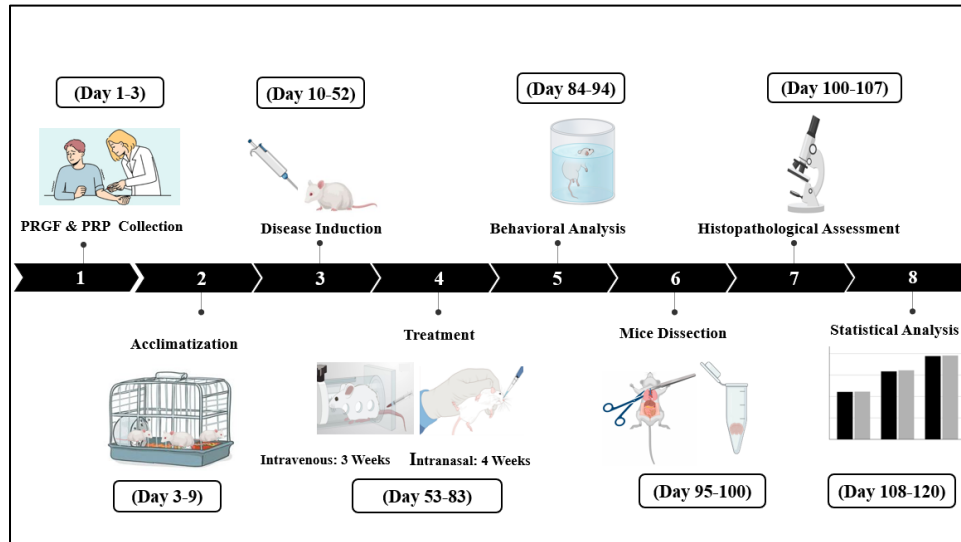 (Day 1-3)
(Day 10-52)
(Day 84-94)
(Day 100-107)
PRGF & PRP Collection
Disease Induction
Behavioral Analysis
Histopathological Assessment
1 2 3 4 5 6 7 8
Acclimatization
Treatment
Mice Dissection
Statistical Analysis
Intravenous: 3 Weeks
Intranasal: 4 Weeks
(Day 3-9)
(Day 53-83)
(Day 95-100)
(Day 108-120)